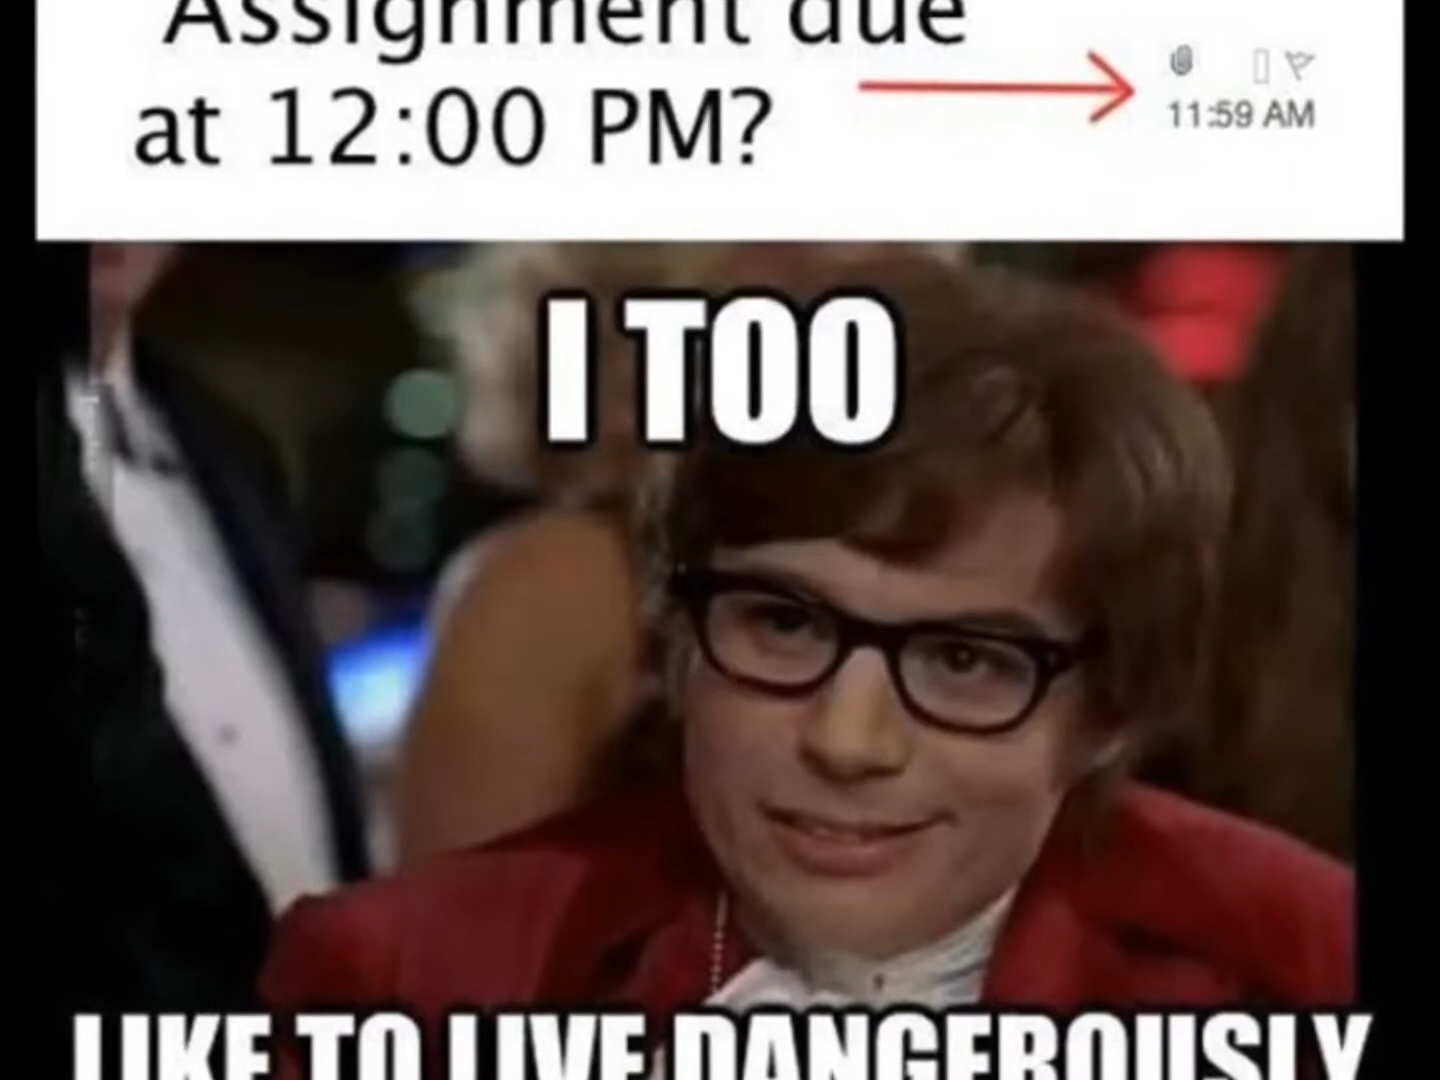 Assignment due
at 12:00 PM?
11:59 AM
I TOO
LIKE TO LIVE DANGEROUSLY